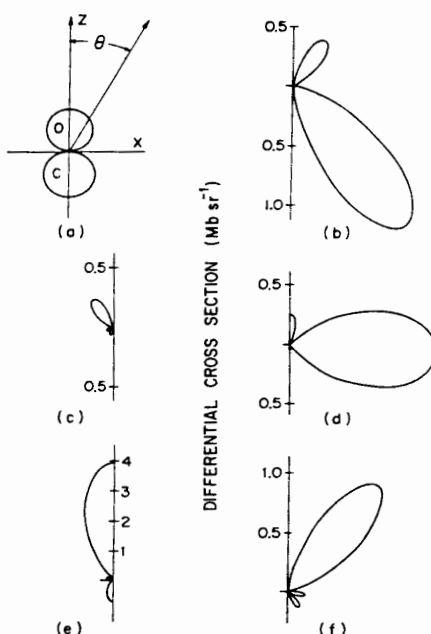 Z
θ
O
X
C
(a)
0.5
0.5
1.0
(b)
0.5
0.5
(c)
0.5
(d)
4
3
2
1
(e)
1.0
0.5
(f)
DIFFERENTIAL CROSS SECTION (Mb sr⁻¹)
0.5